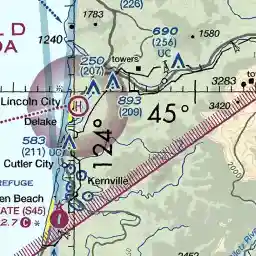 1783
(226)
L D
DA
1240
690
(256)
UC
1580
towers
250
(207)
3283
to
Lincoln City
H
893
(209)
45°
3420
Delake
124°
583
(211) UC
Cutler City
REFUGE
Kernville
en Beach
ATE (S45)
2.7 C *